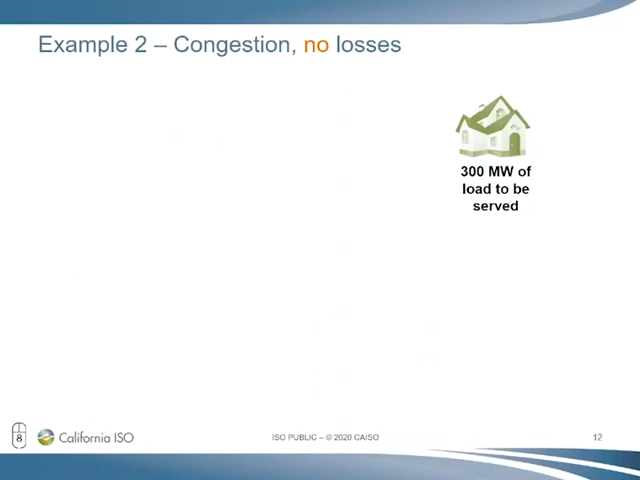 Example 2 – Congestion, no losses
300 MW of
load to be
served
8
California ISO
ISO PUBLIC – © 2020 CAISO
12